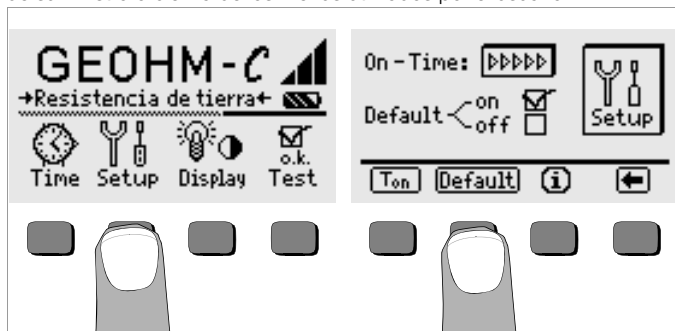 GEOHM-C
→Resistencia de tierra←
Time Setup Display o.k. Test
On-Time: ▷▷▷▷▷
Default on
off
Setup
Ton Default i